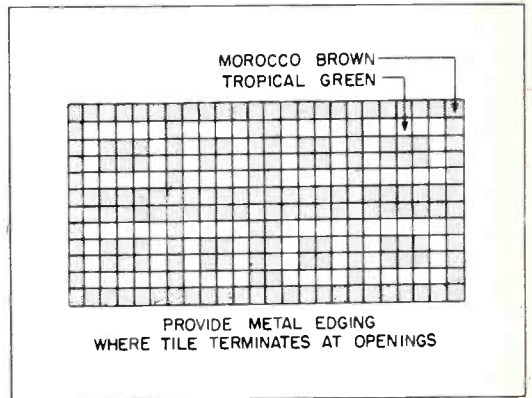 MOROCCO BROWN
TROPICAL GREEN
PROVIDE METAL EDGING
WHERE TILE TERMINATES AT OPENINGS